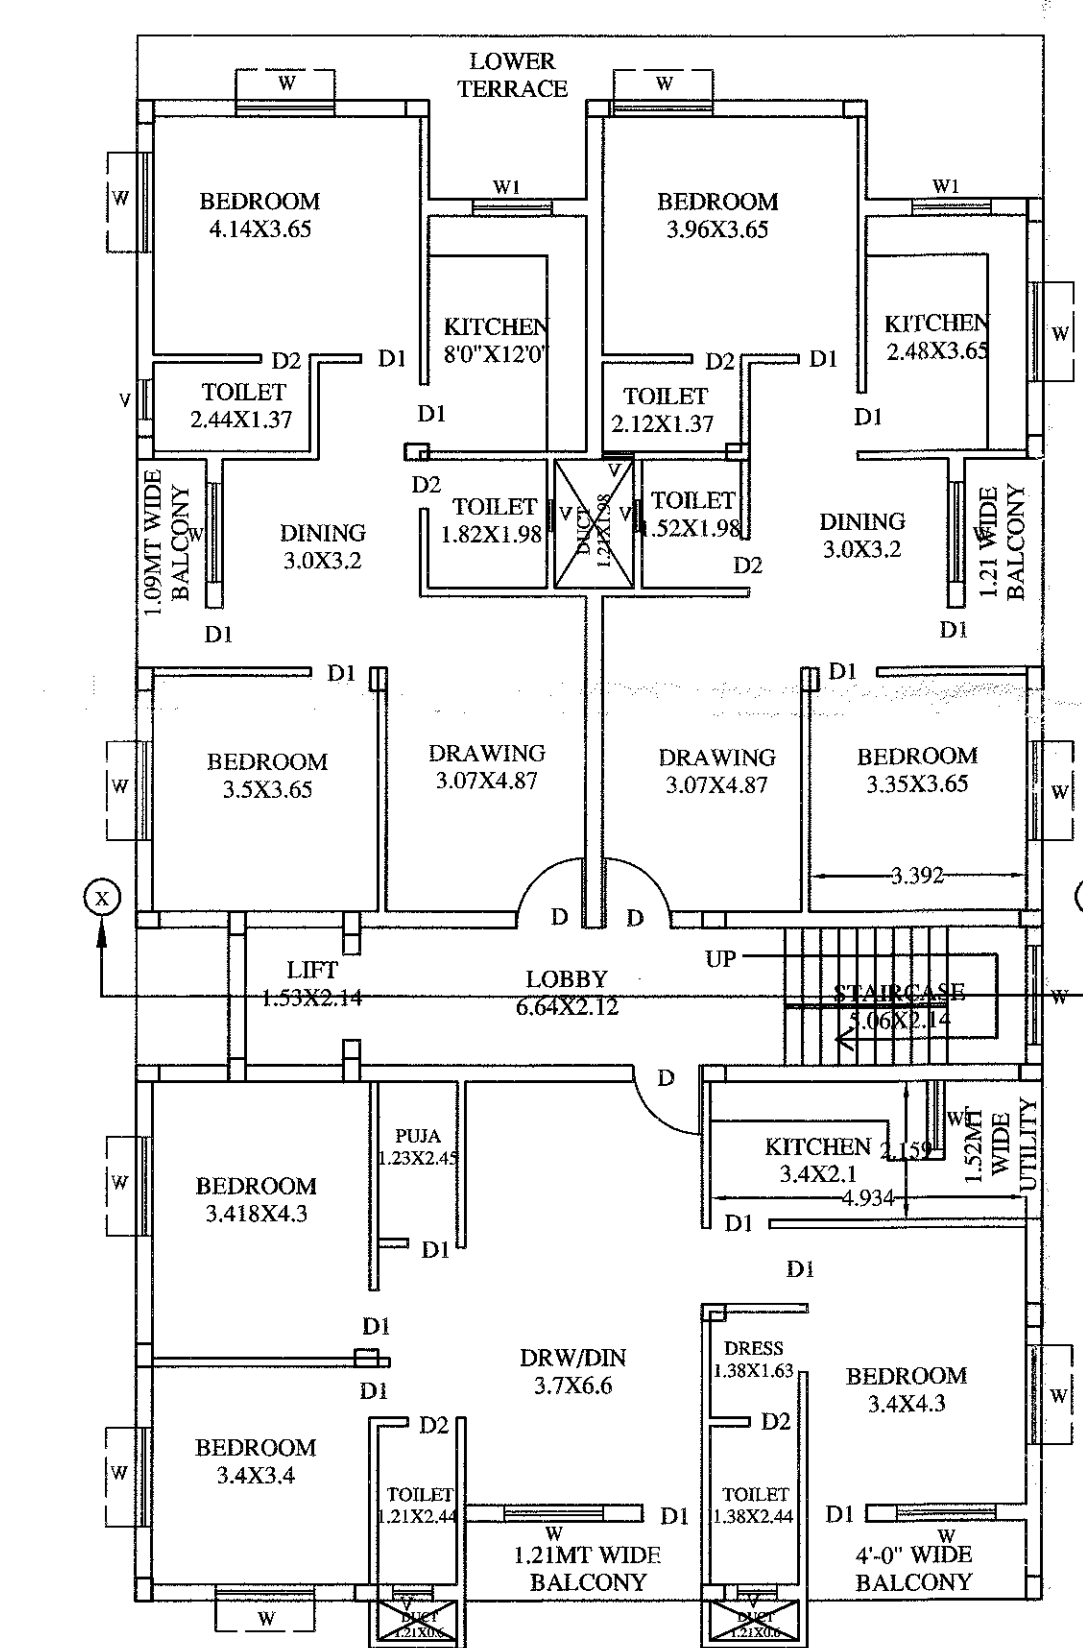 LOWER
TERRACE
W
W
W
BEDROOM
4.14X3.65
W1
BEDROOM
3.96X3.65
W1
KITCHEN
8'0"X12'0"
KITCHEN
2.48X3.65
W
D2
D1
D2
D1
V
TOILET
2.44X1.37
D1
TOILET
2.12X1.37
D1
1.09MT WIDE
BALCONY
W
DINING
3.0X3.2
D2
TOILET
1.82X1.98
V
V
V
DUCT
1.21X1.98
TOILET
1.52X1.98
D2
DINING
3.0X3.2
W
1.21 WIDE
BALCONY
D1
D1
D1
D1
W
BEDROOM
3.5X3.65
DRAWING
3.07X4.87
DRAWING
3.07X4.87
BEDROOM
3.35X3.65
W
3.392
X
D
D
LIFT
1.53X2.14
LOBBY
6.64X2.12
UP
STAIRCASE
5.06X2.14
W
D
W
BEDROOM
3.418X4.3
PUJA
1.23X2.45
KITCHEN
3.4X2.1
2.159
4.934
W
1.52MT
WIDE
UTILITY
D1
D1
D1
D1
D1
DRW/DIN
3.7X6.6
DRESS
1.38X1.63
BEDROOM
3.4X4.3
W
W
BEDROOM
3.4X3.4
D2
D2
TOILET
1.21X2.44
TOILET
1.38X2.44
W
D1
D1
W
1.21MT WIDE
BALCONY
4'-0" WIDE
BALCONY
W
V
DUCT
1.21X0.6
V
DUCT
1.21X0.6